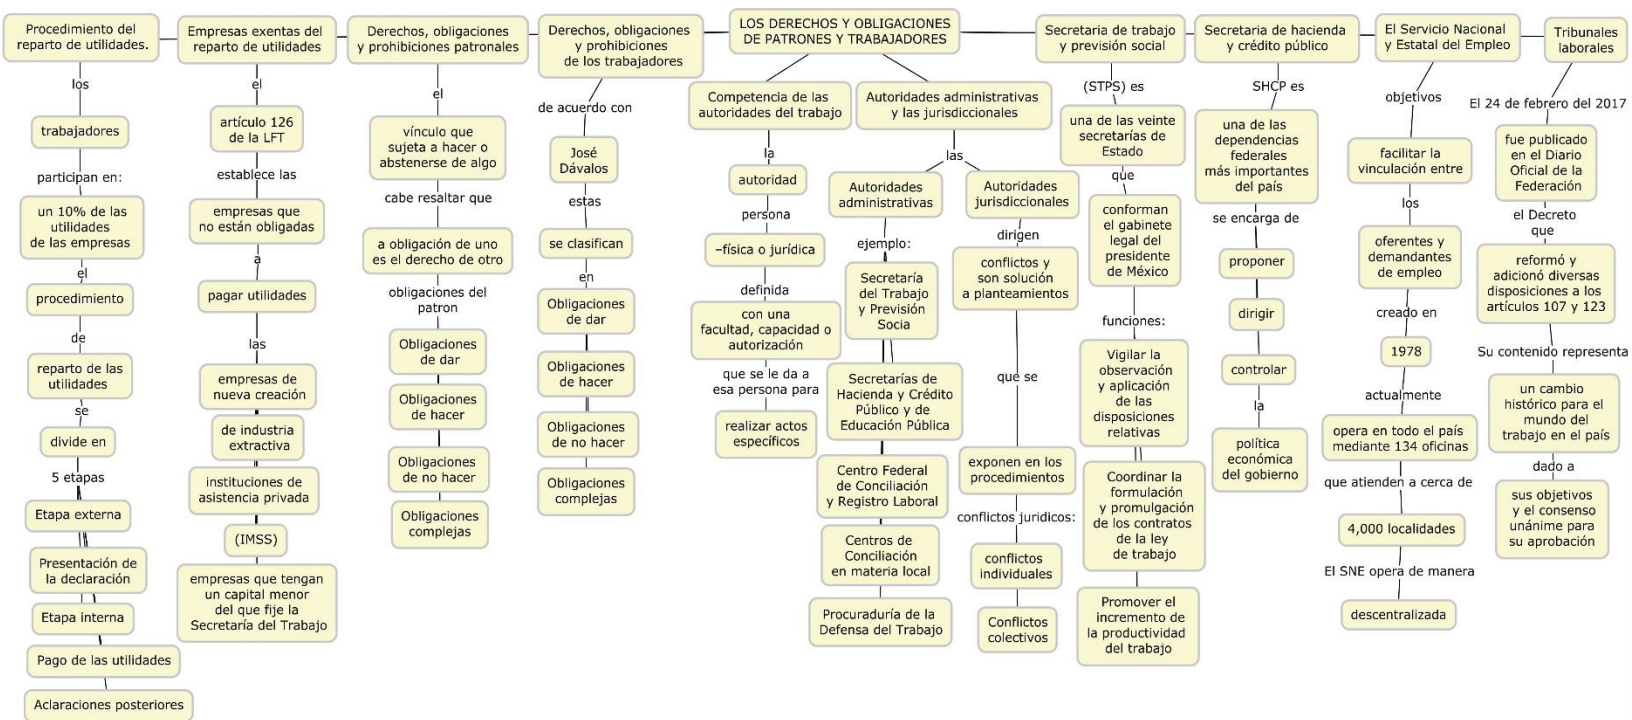 LOS DERECHOS Y OBLIGACIONES
DE PATRONES Y TRABAJADORES
Procedimiento del
reparto de utilidades.
los
trabajadores
participan en:
un 10% de las
utilidades
de las empresas
el
procedimiento
de
reparto de las
utilidades
se
divide en
5 etapas
Etapa externa
Presentación de
la declaración
Etapa interna
Pago de las utilidades
Aclaraciones posteriores
Empresas exentas del
reparto de utilidades
el
artículo 126
de la LFT
establece las
empresas que
no están obligadas
a
pagar utilidades
las
empresas de
nueva creación
de industria
extractiva
instituciones de
asistencia privada
(IMSS)
empresas que tengan
un capital menor
del que fije la
Secretaría del Trabajo
Derechos, obligaciones
y prohibiciones patronales
el
vínculo que
sujeta a hacer o
abstenerse de algo
cabe resaltar que
a obligación de uno
es el derecho de otro
obligaciones del
patron
Obligaciones
de dar
Obligaciones
de hacer
Obligaciones
de no hacer
Obligaciones
complejas
Derechos, obligaciones
y prohibiciones
de los trabajadores
de acuerdo con
José
Dávalos
estas
se clasifican
en
Obligaciones
de dar
Obligaciones
de hacer
Obligaciones
de no hacer
Obligaciones
complejas
Competencia de las
autoridades del trabajo
la
autoridad
persona
–física o jurídica
definida
con una
facultad, capacidad o
autorización
que se le da a
esa persona para
realizar actos
específicos
Autoridades administrativas
y las jurisdiccionales
las
Autoridades
administrativas
ejemplo:
Secretaría
del Trabajo
y Previsión
Socia
Secretarías de
Hacienda y Crédito
Público y de
Educación Pública
Centro Federal
de Conciliación
y Registro Laboral
Centros de
Conciliación
en materia local
Procuraduría de la
Defensa del Trabajo
Autoridades
jurisdiccionales
dirigen
conflictos y
son solución
a planteamientos
que se
exponen en los
procedimientos
conflictos juridicos:
conflictos
individuales
Conflictos
colectivos
Secretaria de trabajo
y previsión social
(STPS) es
una de las veinte
secretarías de
Estado
que
conforman
el gabinete
legal del
presidente
de México
funciones:
Vigilar la
observación
y aplicación
de las
disposiciones
relativas
Coordinar la
formulación
y promulgación
de los contratos
de la ley
de trabajo
Promover el
incremento de
la productividad
del trabajo
Secretaria de hacienda
y crédito público
SHCP es
una de las
dependencias
federales
más importantes
del país
se encarga de
proponer
dirigir
controlar
la
política
económica
del gobierno
El Servicio Nacional
y Estatal del Empleo
objetivos
facilitar la
vinculación entre
los
oferentes y
demandantes
de empleo
creado en
1978
actualmente
opera en todo el país
mediante 134 oficinas
que atienden a cerca de
4,000 localidades
El SNE opera de manera
descentralizada
Tribunales
laborales
El 24 de febrero del 2017
fue publicado
en el Diario
Oficial de la
Federación
el Decreto
que
reformó y
adicionó diversas
disposiciones a los
artículos 107 y 123
Su contenido representa
un cambio
histórico para el
mundo del
trabajo en el país
dado a
sus objetivos
y el consenso
unánime para
su aprobación